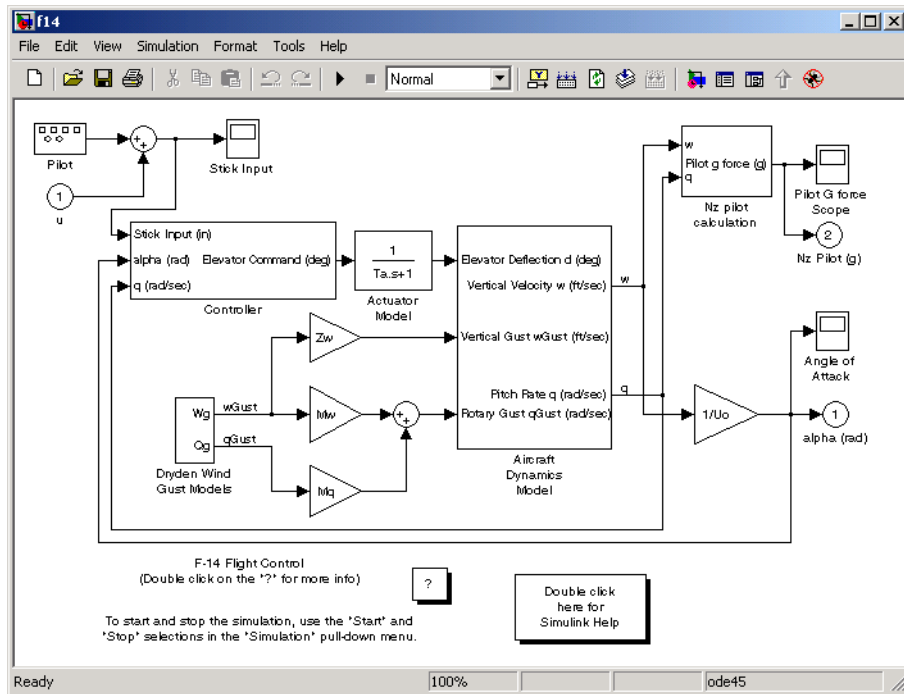 f14
File Edit View Simulation Format Tools Help
Normal
Pilot
+
+
Stick Input
1
u
w
Pilot g force (g)
q
Nz pilot
calculation
Pilot G force
Scope
2
Nz Pilot (g)
Stick Input (in)
alpha (rad)
Elevator Command (deg)
q (rad/sec)
Controller
1
Ta.s+1
Actuator
Model
Elevator Deflection d (deg)
Vertical Velocity w (ft/sec)
Vertical Gust wGust (ft/sec)
Pitch Rate q (rad/sec)
Rotary Gust qGust (rad/sec)
Aircraft
Dynamics
Model
w
q
Zw
Mw
Mq
+
+
Wg
Qg
wGust
qGust
Dryden Wind
Gust Models
1/Uo
Angle of
Attack
1
alpha (rad)
F-14 Flight Control
(Double click on the "?" for more info)
?
Double click
here for
Simulink Help
To start and stop the simulation, use the "Start" and
"Stop" selections in the "Simulation" pull-down menu.
Ready
100%
ode45